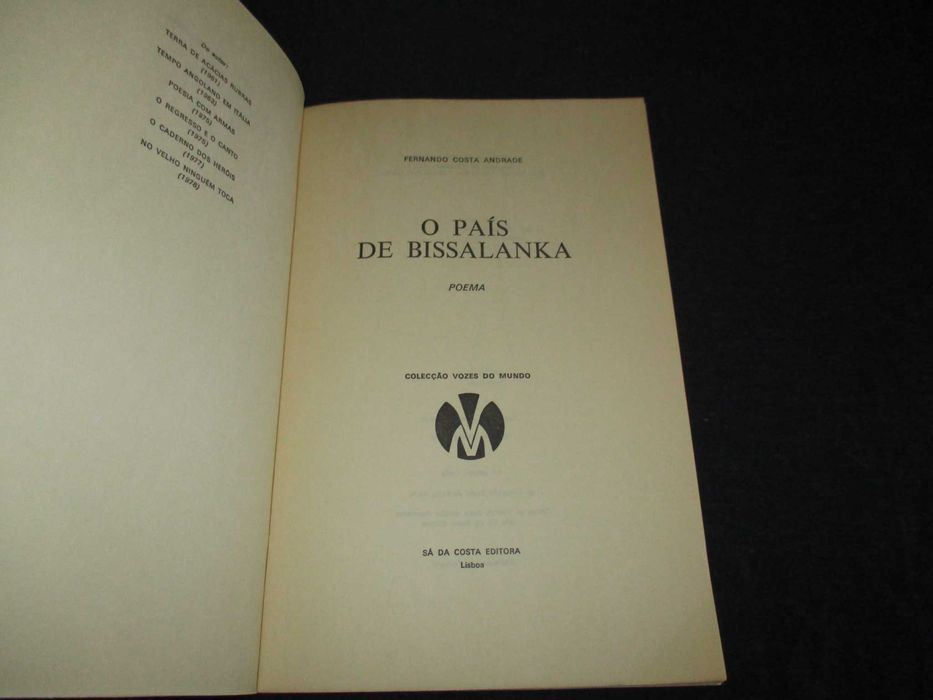 Do autor:
TERRA DE ACÁCIAS RUBRAS
(1961)
TEMPO ANGOLANO EM ITÁLIA
(1963)
POESIA COM ARMAS
(1975)
O REGRESSO E O CANTO
(1975)
O CADERNO DOS HERÓIS
(1977)
NO VELHO NINGUÉM TOCA
(1978)
FERNANDO COSTA ANDRADE
O PAÍS
DE BISSALANKA
POEMA
COLECÇÃO VOZES DO MUNDO
VM
SÁ DA COSTA EDITORA
Lisboa